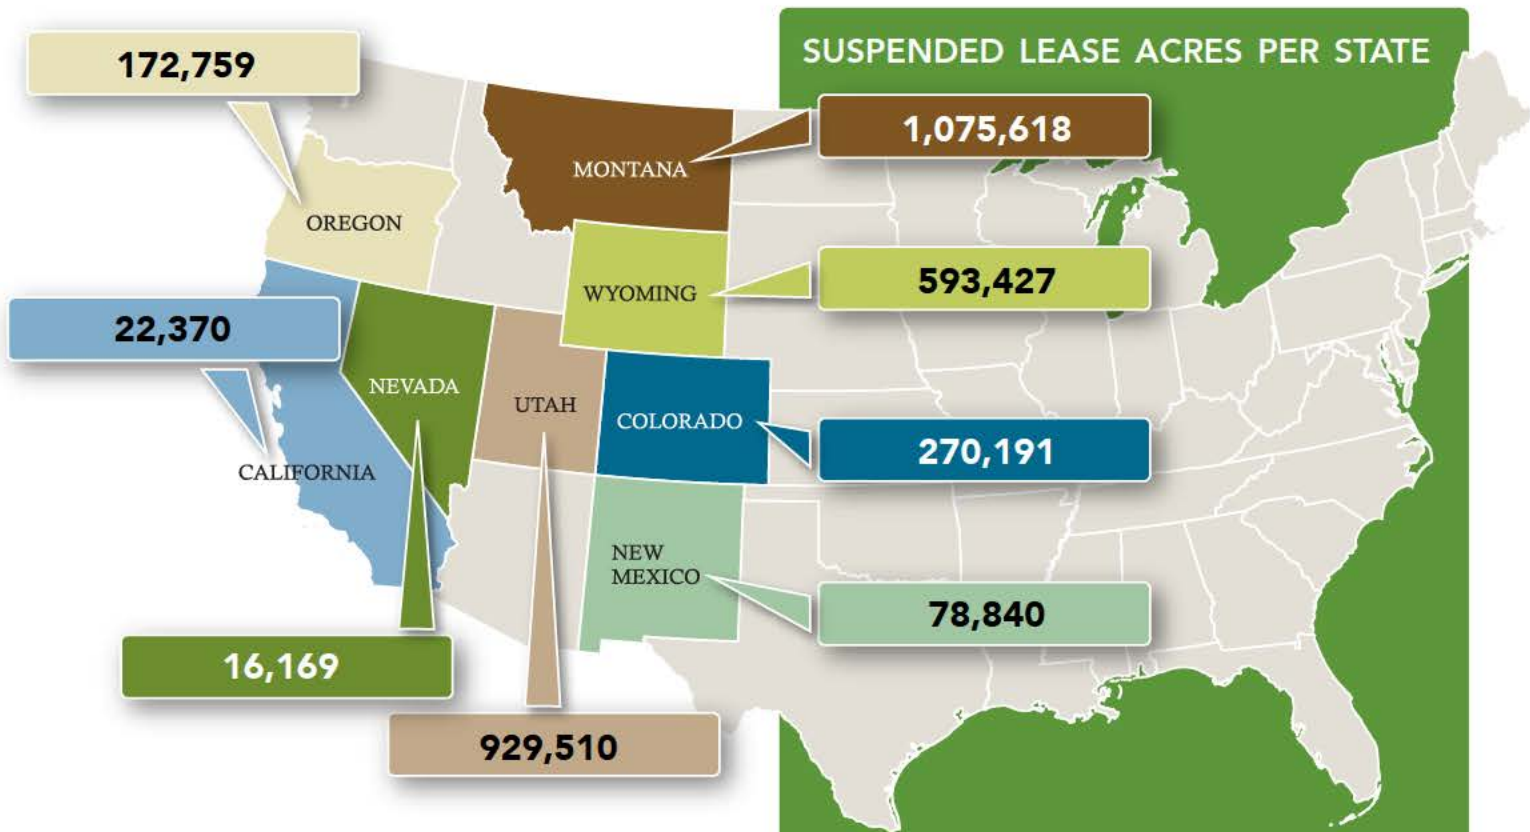 SUSPENDED LEASE ACRES PER STATE
172,759
OREGON
MONTANA
1,075,618
WYOMING
593,427
22,370
CALIFORNIA
NEVADA
16,169
UTAH
929,510
COLORADO
270,191
NEW
MEXICO
78,840